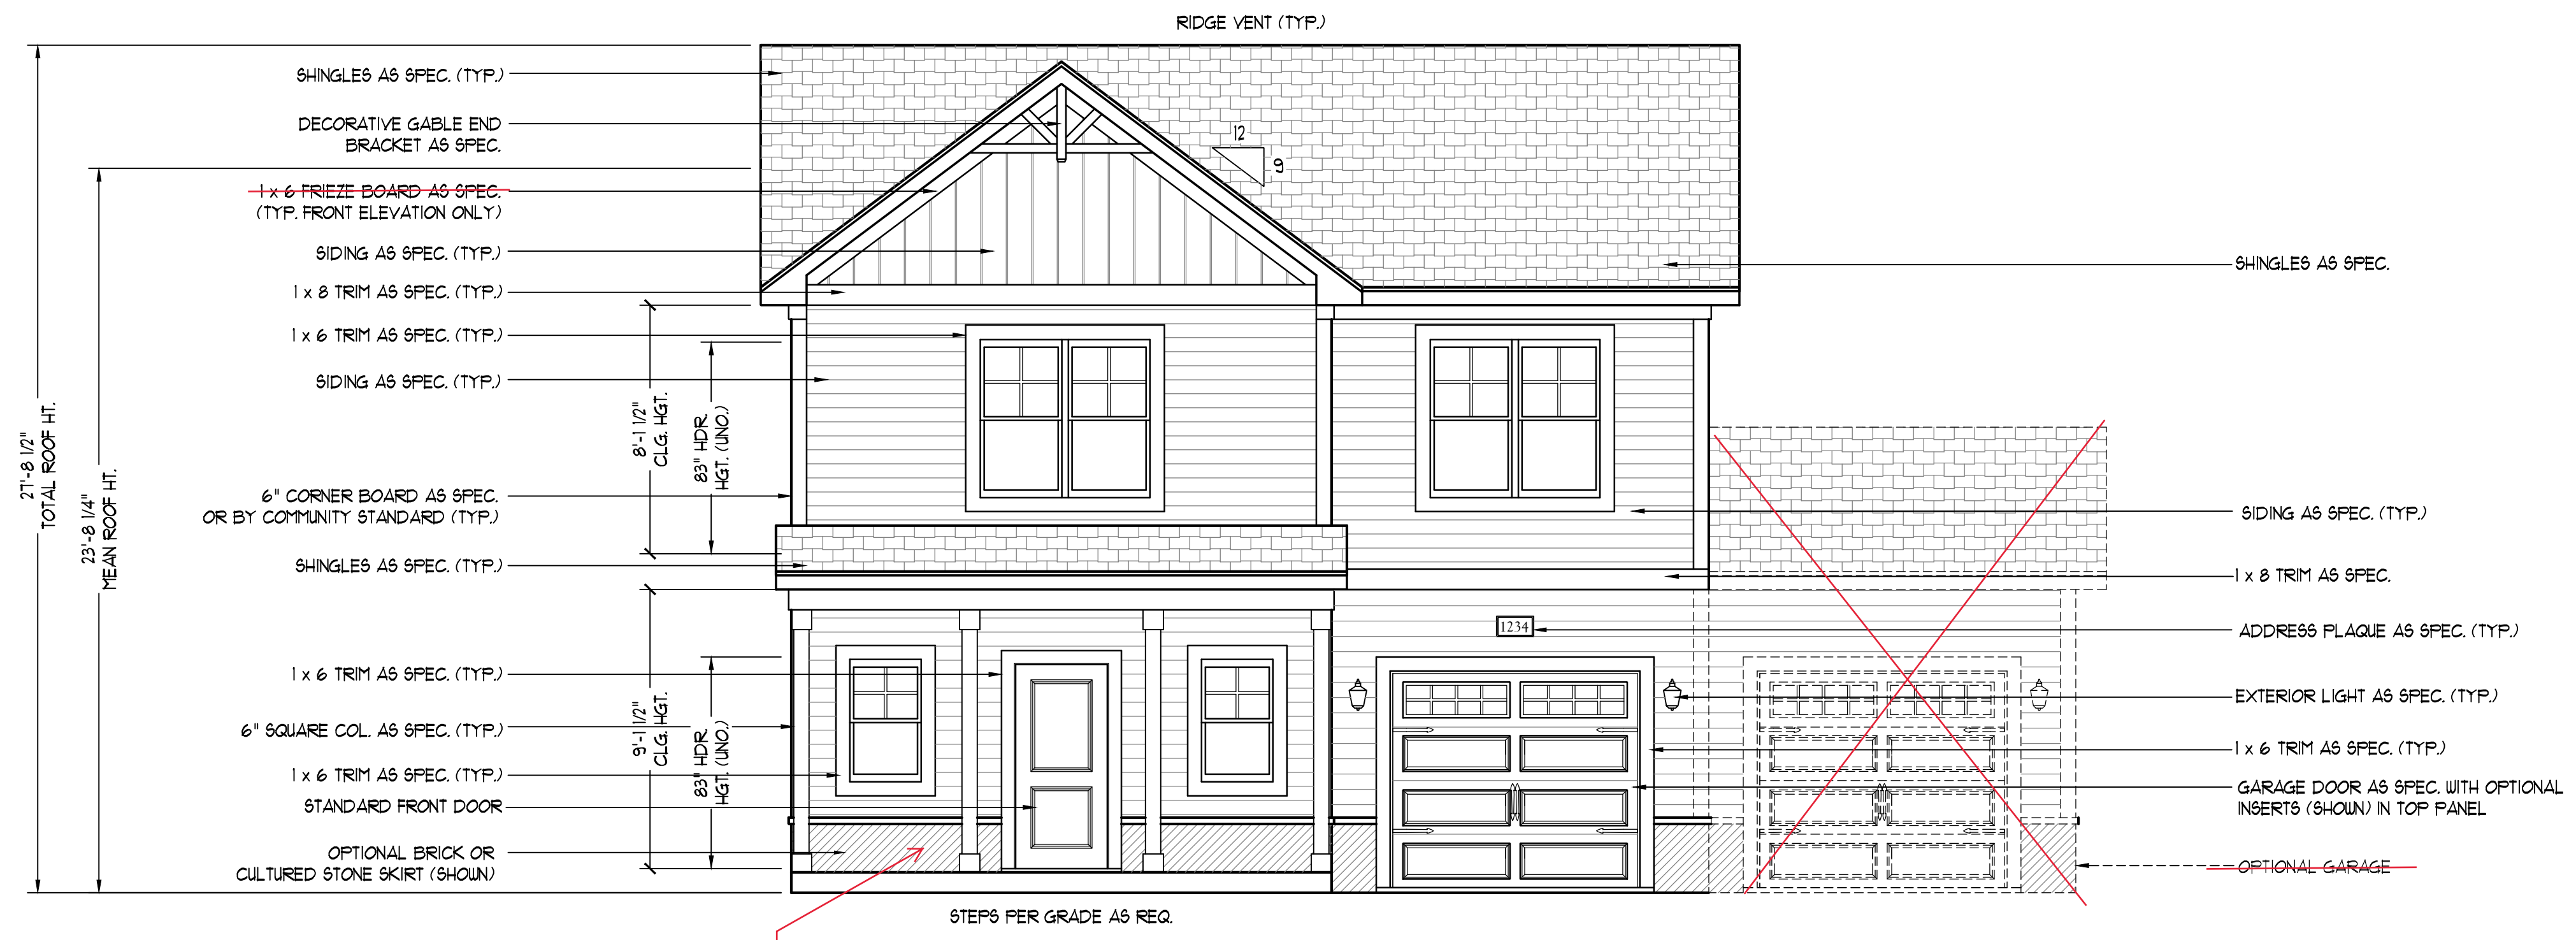 RIDGE VENT (TYP.)
SHINGLES AS SPEC. (TYP.)
DECORATIVE GABLE END
BRACKET AS SPEC.
1 x 6 FRIEZE BOARD AS SPEC.
(TYP. FRONT ELEVATION ONLY)
SIDING AS SPEC. (TYP.)
1 x 8 TRIM AS SPEC. (TYP.)
1 x 6 TRIM AS SPEC. (TYP.)
SIDING AS SPEC. (TYP.)
6" CORNER BOARD AS SPEC.
OR BY COMMUNITY STANDARD (TYP.)
SHINGLES AS SPEC. (TYP.)
1 x 6 TRIM AS SPEC. (TYP.)
6" SQUARE COL. AS SPEC. (TYP.)
1 x 6 TRIM AS SPEC. (TYP.)
STANDARD FRONT DOOR
OPTIONAL BRICK OR
CULTURED STONE SKIRT (SHOWN)
27'-8 1/2"
TOTAL ROOF HT.
23'-8 1/4"
MEAN ROOF HT.
8'-1 1/2"
CLG. HGT.
83" HDR
HGT. (UNO.)
9'-1 1/2"
CLG. HGT.
83" HDR
HGT. (UNO.)
12
9
1234
STEPS PER GRADE AS REQ.
SHINGLES AS SPEC.
SIDING AS SPEC. (TYP.)
1 x 8 TRIM AS SPEC.
ADDRESS PLAQUE AS SPEC. (TYP.)
EXTERIOR LIGHT AS SPEC. (TYP.)
1 x 6 TRIM AS SPEC. (TYP.)
GARAGE DOOR AS SPEC. WITH OPTIONAL
INSERTS (SHOWN) IN TOP PANEL
OPTIONAL GARAGE